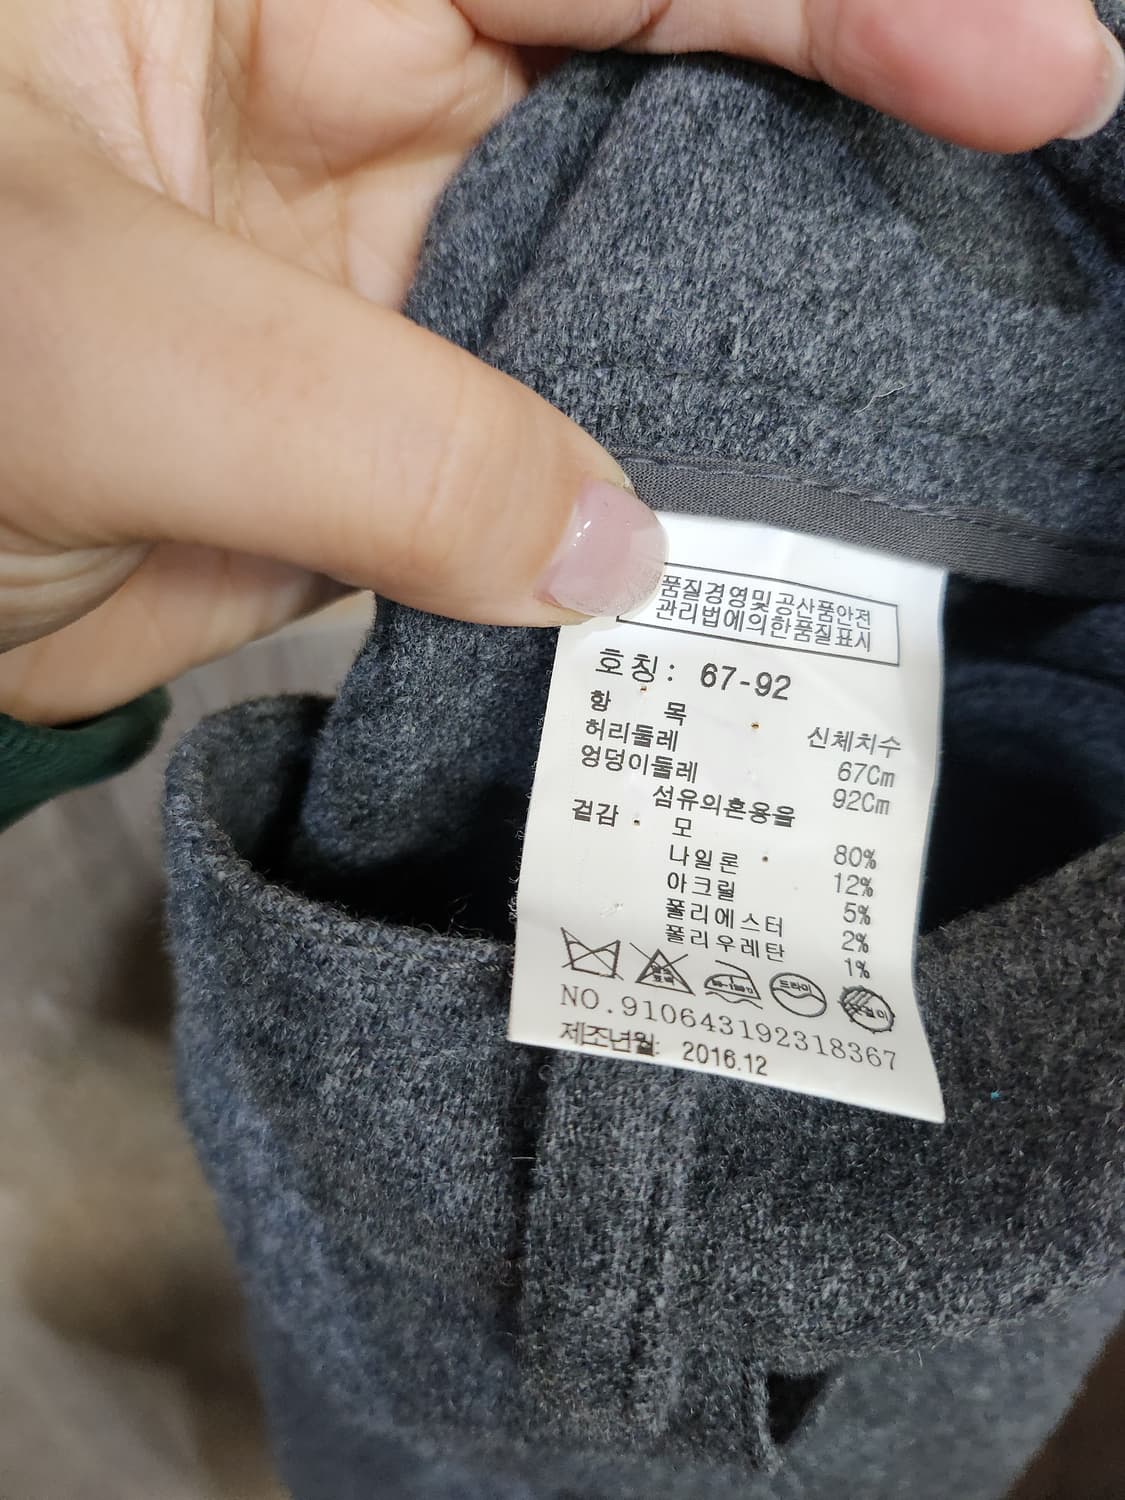 품질경영및공산품안전
관리법에의한품질표시
호칭: 67-92
항 목 신체치수
허리둘레 67Cm
엉덩이둘레 92Cm
섬유의혼용율
겉감 모 80%
나일론 12%
아크릴 5%
폴리에스터 2%
폴리우레탄 1%
드라이
NO.910643192318367
제조년월: 2016.12